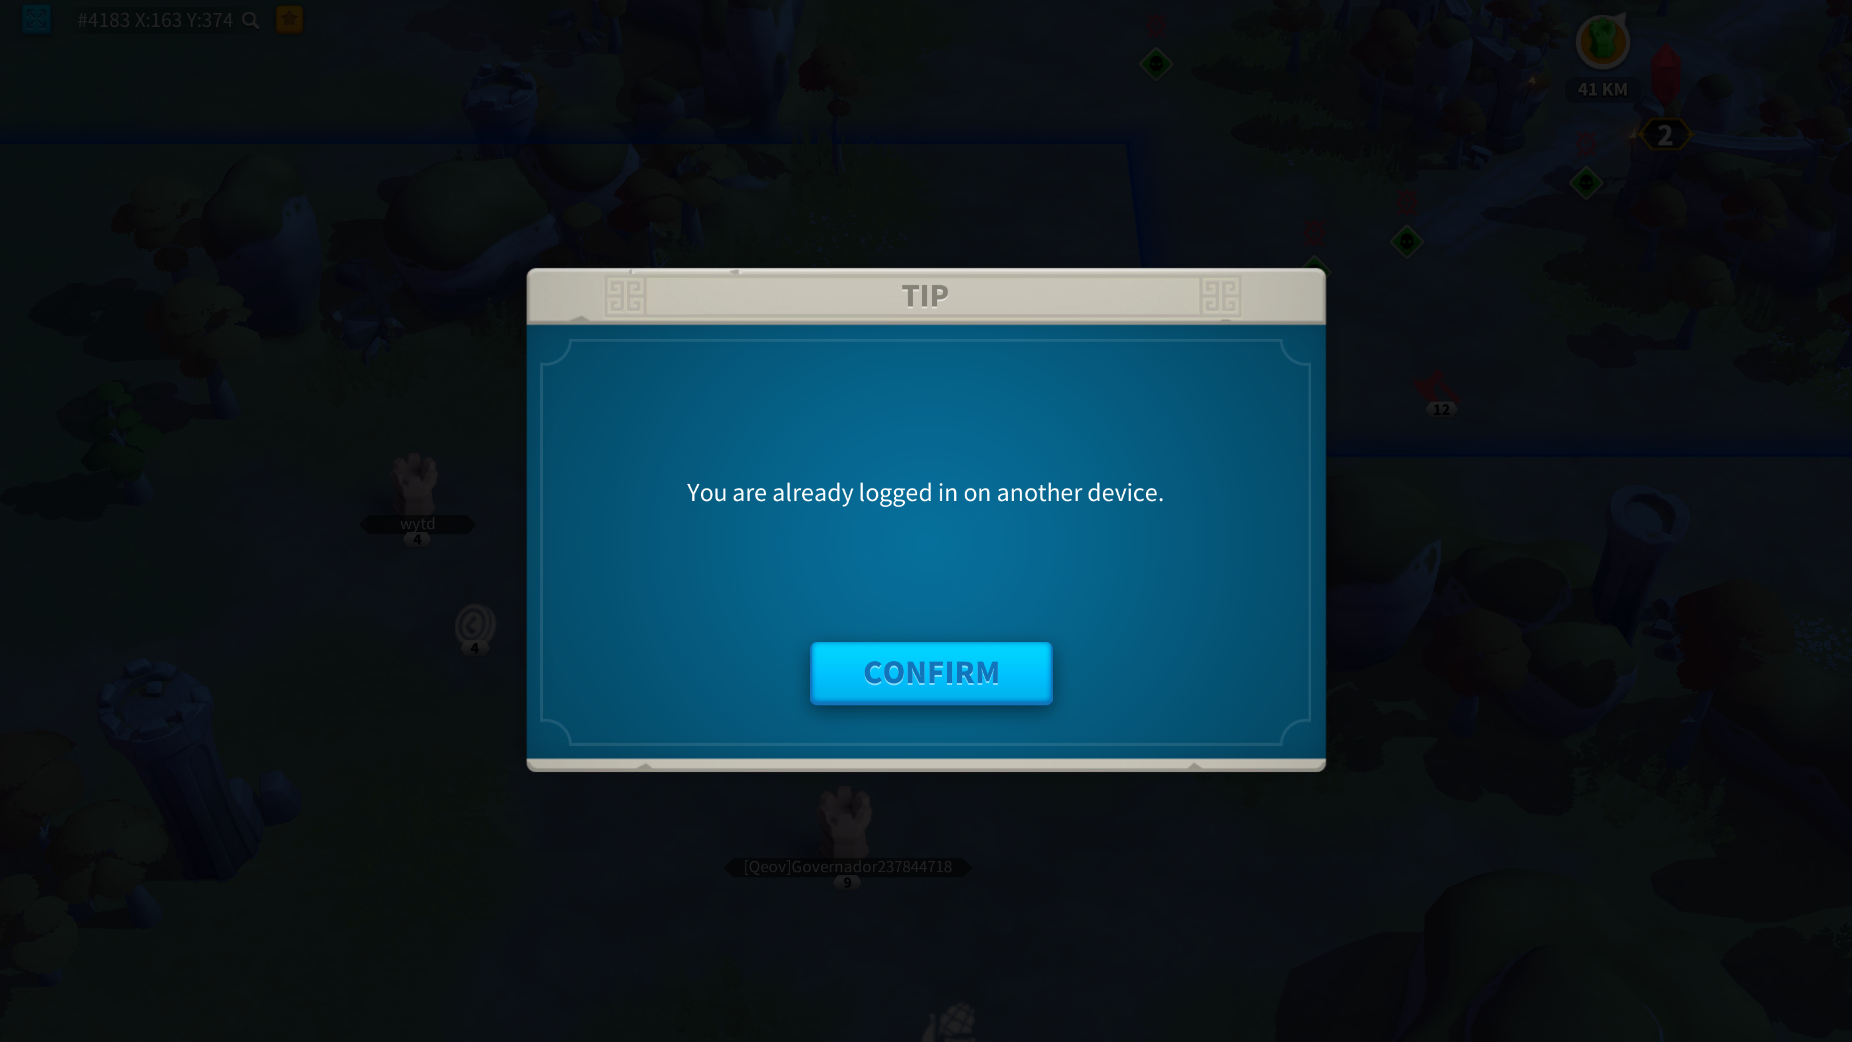 #4183 X:163 Y:374
41 KM
2
TIP
12
You are already logged in on another device.
wytd
4
4
CONFIRM
[Qeov]Governador237844718
9